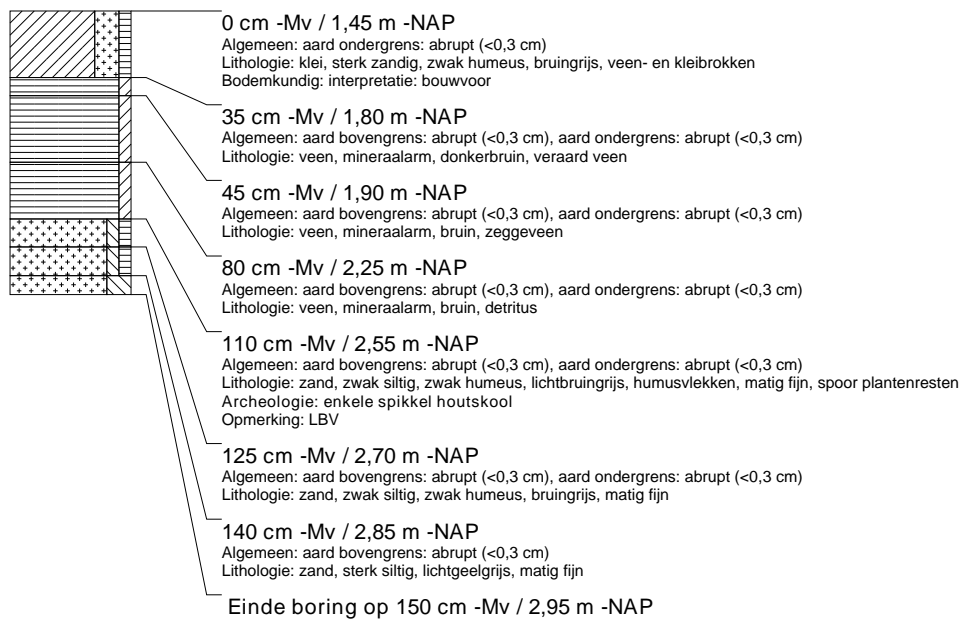 0 cm -Mv / 1,45 m -NAP
Algemeen: aard ondergrens: abrupt (<0,3 cm)
Lithologie: klei, sterk zandig, zwak humeus, bruingrijs, veen- en kleibrokken
Bodemkundig: interpretatie: bouwvoor
35 cm -Mv / 1,80 m -NAP
Algemeen: aard bovengrens: abrupt (<0,3 cm), aard ondergrens: abrupt (<0,3 cm)
Lithologie: veen, mineraalarm, donkerbruin, veraard veen
45 cm -Mv / 1,90 m -NAP
Algemeen: aard bovengrens: abrupt (<0,3 cm), aard ondergrens: abrupt (<0,3 cm)
Lithologie: veen, mineraalarm, bruin, zeggeveen
80 cm -Mv / 2,25 m -NAP
Algemeen: aard bovengrens: abrupt (<0,3 cm), aard ondergrens: abrupt (<0,3 cm)
Lithologie: veen, mineraalarm, bruin, detritus
110 cm -Mv / 2,55 m -NAP
Algemeen: aard bovengrens: abrupt (<0,3 cm), aard ondergrens: abrupt (<0,3 cm)
Lithologie: zand, zwak siltig, zwak humeus, lichtbruingrijs, humusvlekken, matig fijn, spoor plantenresten
Archeologie: enkele spikkel houtskool
Opmerking: LBV
125 cm -Mv / 2,70 m -NAP
Algemeen: aard bovengrens: abrupt (<0,3 cm), aard ondergrens: abrupt (<0,3 cm)
Lithologie: zand, zwak siltig, zwak humeus, bruingrijs, matig fijn
140 cm -Mv / 2,85 m -NAP
Algemeen: aard bovengrens: abrupt (<0,3 cm)
Lithologie: zand, sterk siltig, lichtgeelgrijs, matig fijn
Einde boring op 150 cm -Mv / 2,95 m -NAP